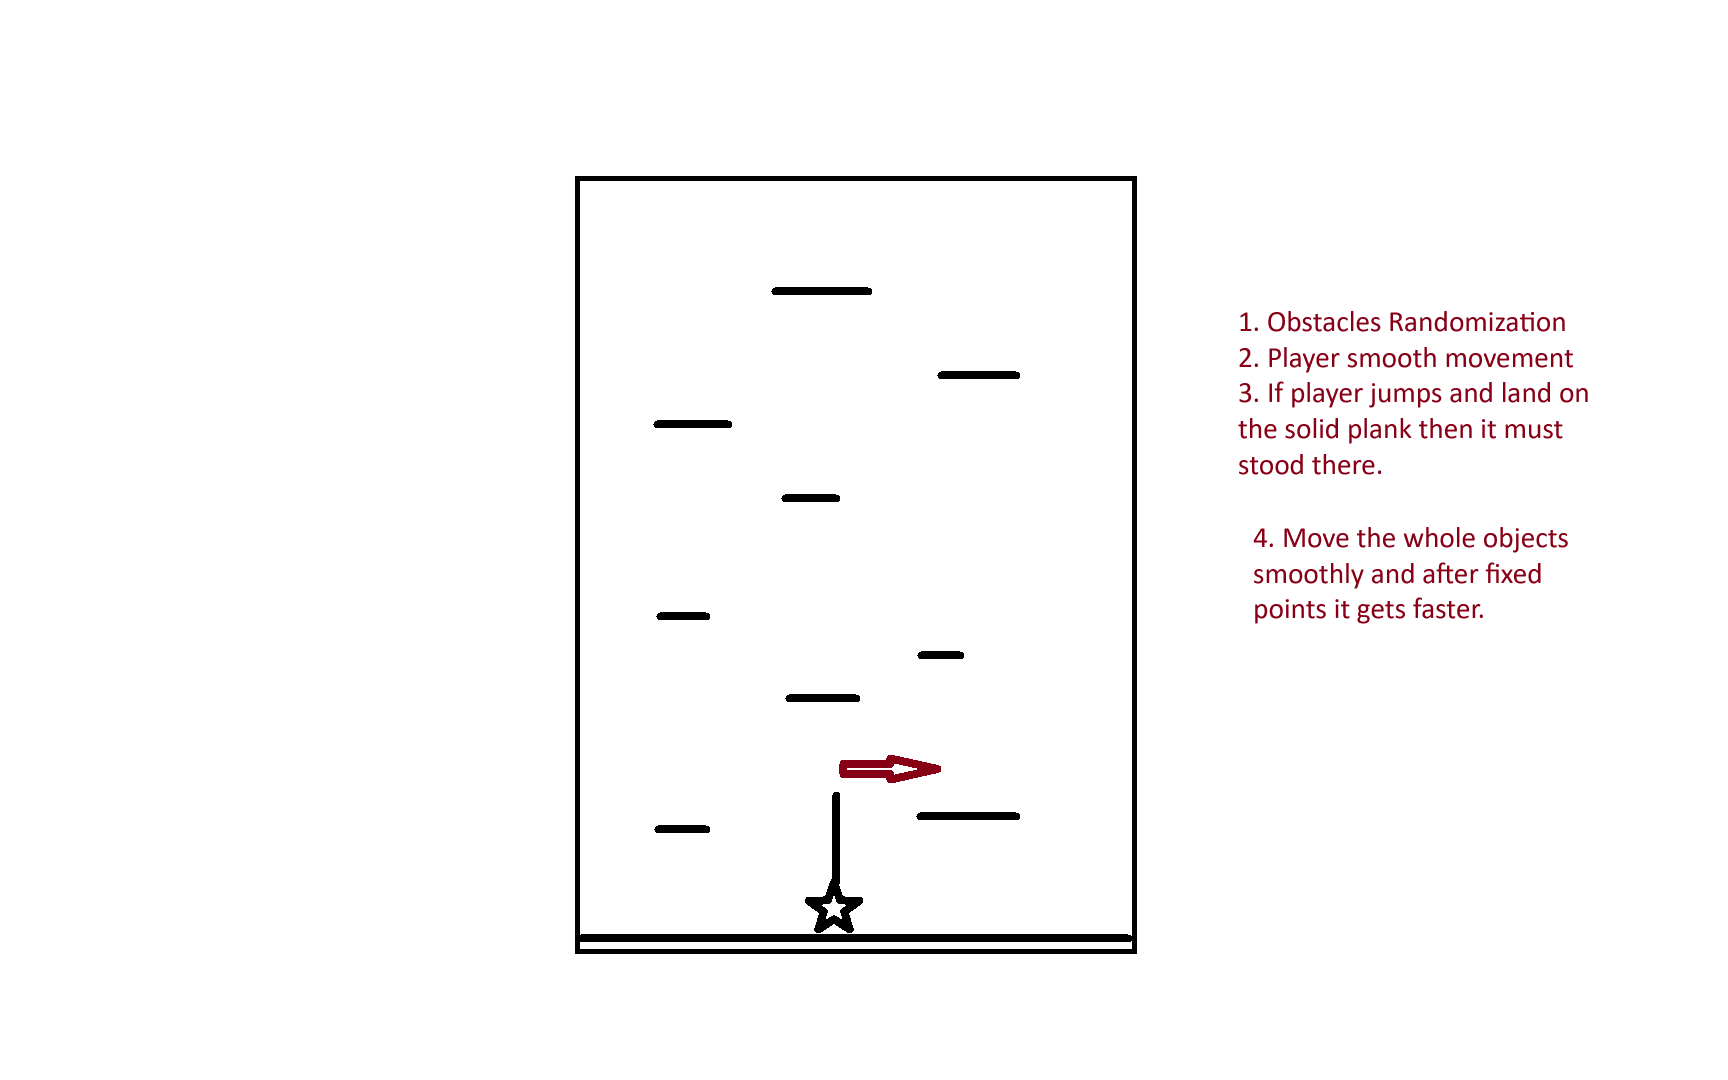 1. Obstacles Randomization
2. Player smooth movement
3. If player jumps and land on
the solid plank then it must
stood there.
4. Move the whole objects
smoothly and after fixed
points it gets faster.